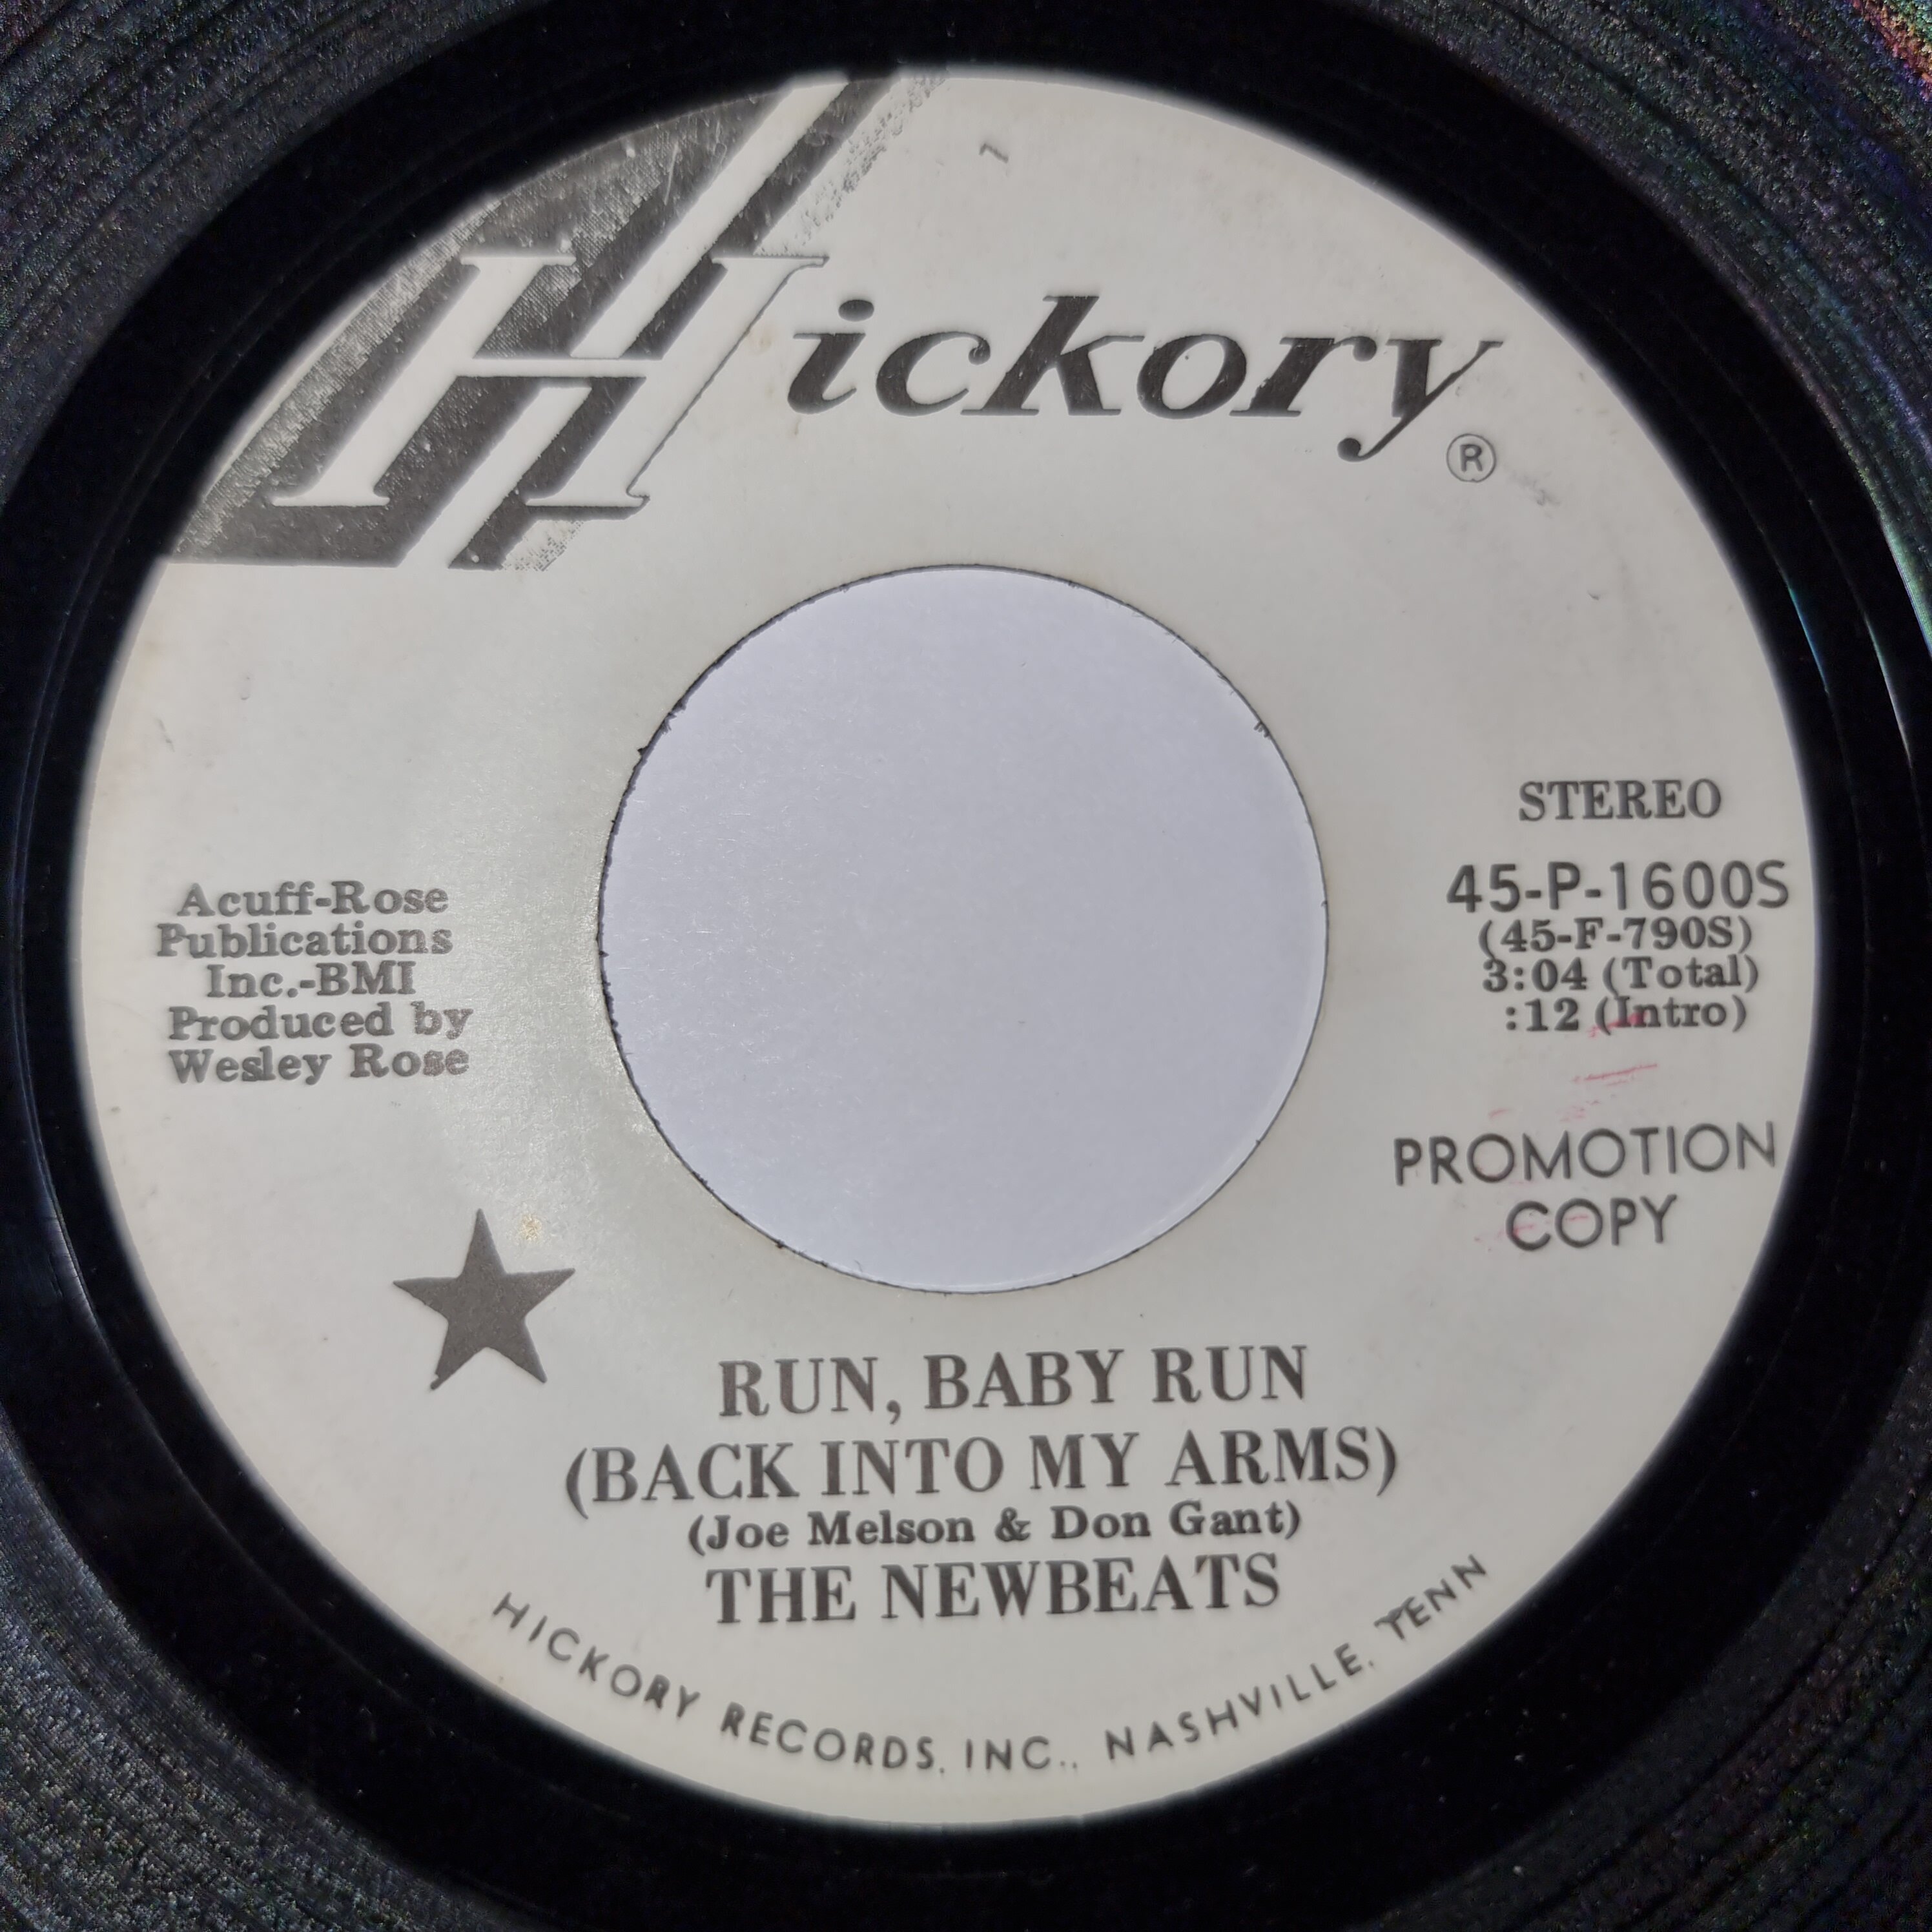 Hickory
®
STEREO
45-P-1600S
(45-F-790S)
3:04 (Total)
:12 (Intro)
Acuff-Rose
Publications
Inc.-BMI
Produced by
Wesley Rose
PROMOTION
COPY
RUN, BABY RUN
(BACK INTO MY ARMS)
(Joe Melson & Don Gant)
THE NEWBEATS
HICKORY RECORDS, INC., NASHVILLE, TENN